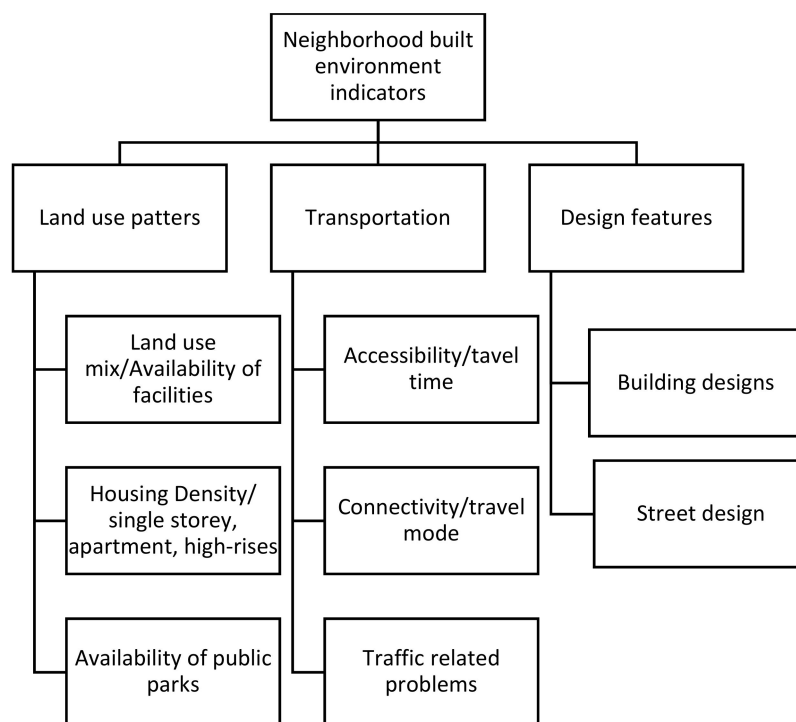 Neighborhood built
environment
indicators
Land use patters
Transportation
Design features
Land use
mix/Availability of
facilities
Accessibility/tavel
time
Building designs
Housing Density/
single storey,
apartment, high-rises
Connectivity/travel
mode
Street design
Availability of public
parks
Traffic related
problems